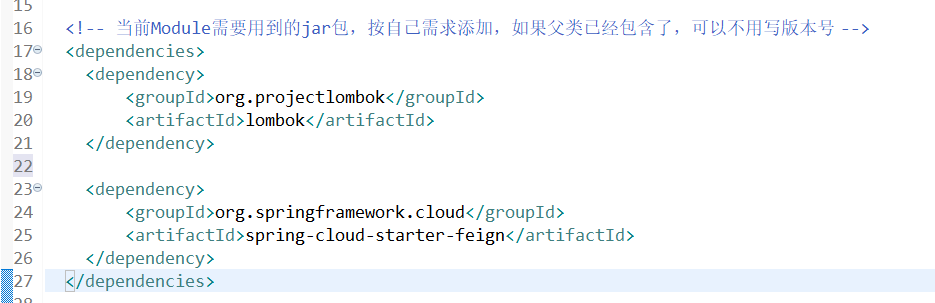 15
16 <!-- 当前Module需要用到的jar包，按自己需求添加，如果父类已经包含了，可以不用写版本号 -->
17 <dependencies>
18 <dependency>
19 <groupId>org.projectlombok</groupId>
20 <artifactId>lombok</artifactId>
21 </dependency>
22
23 <dependency>
24 <groupId>org.springframework.cloud</groupId>
25 <artifactId>spring-cloud-starter-feign</artifactId>
26 </dependency>
27 </dependencies>